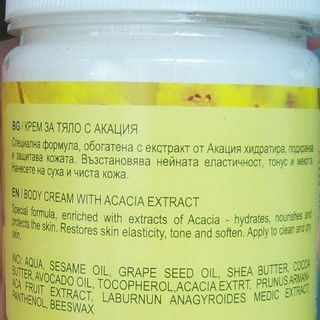 BG / КРЕМ ЗА ТЯЛО С АКАЦИЯ
Специална формула, обогатена с екстракт от Акация хидратира, подхранва
и защитава кожата. Възстановява нейната еластичност, тонус и мекота
Нанесете на суха и чиста кожа.
EN / BODY CREAM WITH ACACIA EXTRACT
Special formula, enriched with extracts of Acacia - hydrates, nourishes and
protects the skin. Restores skin elasticity, tone and soften. Apply to clean and dry
skin.
INCI: AQUA, SESAME OIL, GRAPE SEED OIL, SHEA BUTTER, COCOA
BUTTER, AVOCADO OIL, TOCOPHEROL, ACACIA EXTRT, PRUNUS ARMAN-
ACA FRUIT EXTRACT, LABURNUN ANAGYROIDES MEDIC EXTRACT,
PANTHENOL, BEESWAX